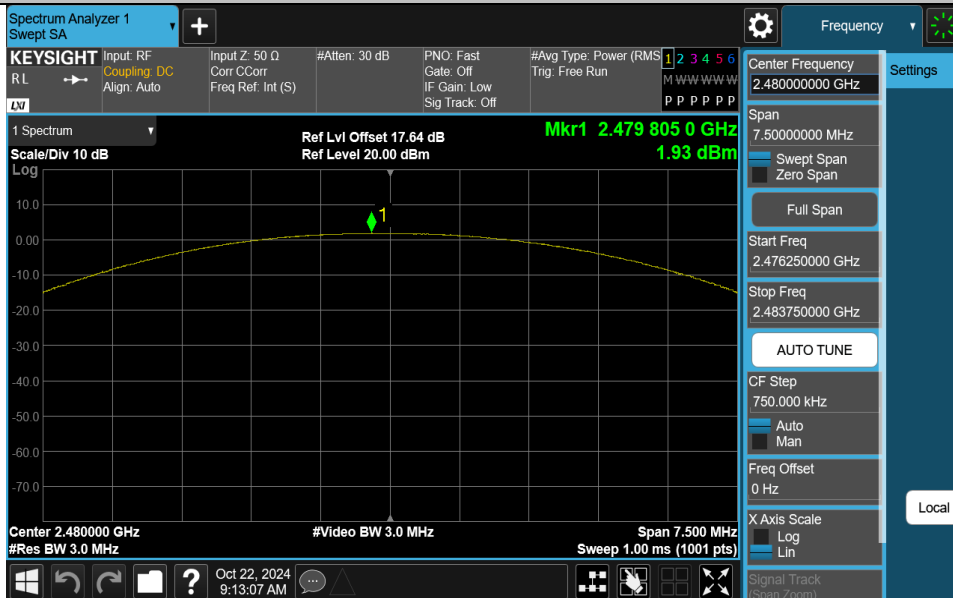 Spectrum Analyzer 1
Swept SA
+
Frequency
KEYSIGHT
RL
LXI
Input: RF
Coupling: DC
Align: Auto
Input Z: 50 Ω
Corr CCorr
Freq Ref: Int (S)
#Atten: 30 dB
PNO: Fast
Gate: Off
IF Gain: Low
Sig Track: Off
#Avg Type: Power (RMS
Trig: Free Run
1 2 3 4 5 6
M W W W W W
P P P P P P
1 Spectrum
Scale/Div 10 dB
Log
Ref Lvl Offset 17.64 dB
Ref Level 20.00 dBm
Mkr1 2.479 805 0 GHz
1.93 dBm
1
10.0
0.00
-10.0
-20.0
-30.0
-40.0
-50.0
-60.0
-70.0
Center 2.480000 GHz
#Res BW 3.0 MHz
#Video BW 3.0 MHz
Span 7.500 MHz
Sweep 1.00 ms (1001 pts)
?
Oct 22, 2024
9:13:07 AM
Center Frequency
2.480000000 GHz
Span
7.50000000 MHz
Swept Span
Zero Span
Full Span
Start Freq
2.476250000 GHz
Stop Freq
2.483750000 GHz
AUTO TUNE
CF Step
750.000 kHz
Auto
Man
Freq Offset
0 Hz
X Axis Scale
Log
Lin
Signal Track
(Span Zoom)
Settings
Local